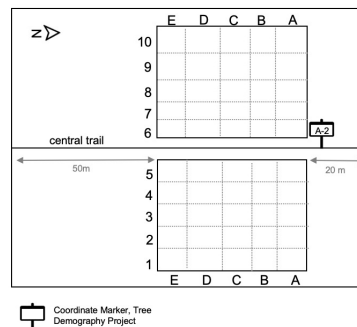 E D C B A
N
10
9
8
7
6
A-2
central trail
50m
20 m
5
4
3
2
1
E D C B A
Coordinate Marker, Tree
Demography Project